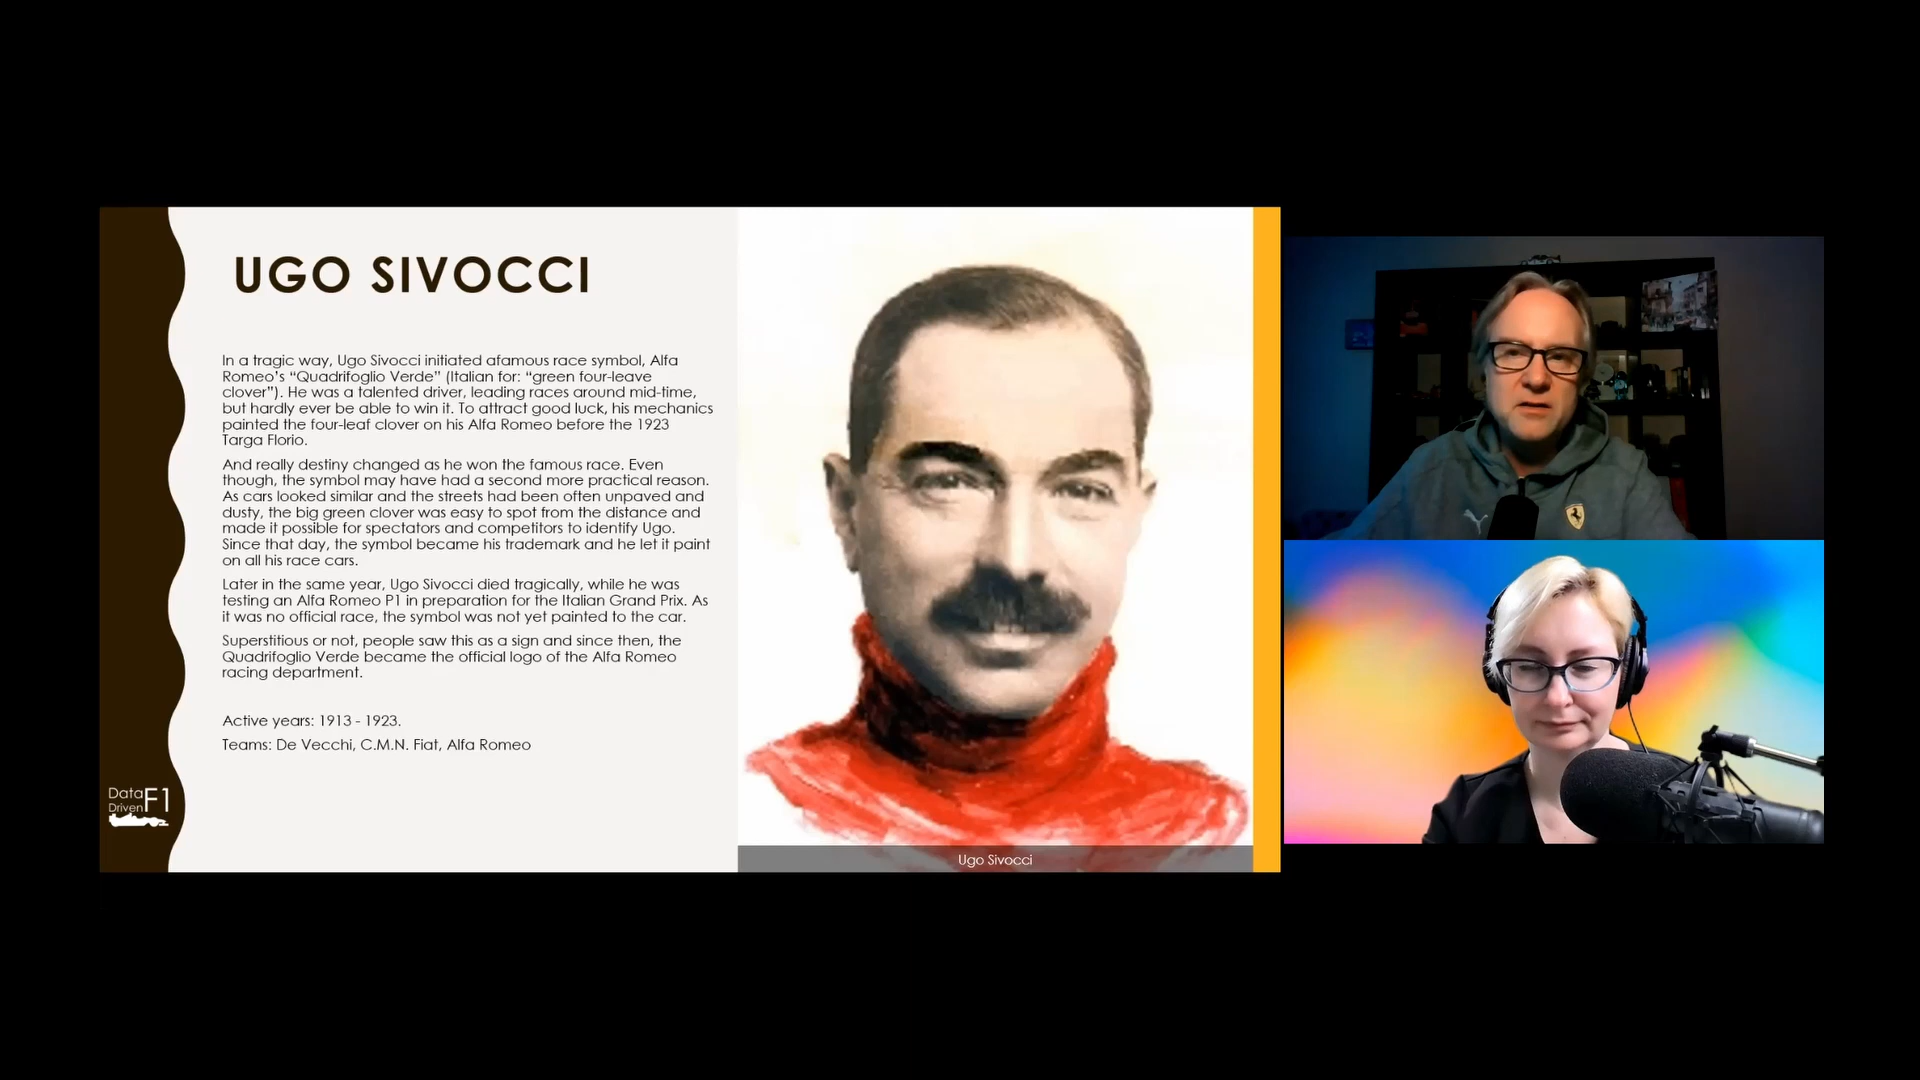 UGO SIVOCCI
In a tragic way, Ugo Sivocci initiated afamous race symbol, Alfa
Romeo's “Quadrifoglio Verde” (Italian for: “green four-leave
clover”). He was a talented driver, leading races around mid-time,
but hardly ever be able to win it. To attract good luck, his mechanics
painted the four-leaf clover on his Alfa Romeo before the 1923
Targa Florio.
And really destiny changed as he won the famous race. Even
though, the symbol may have had a second more practical reason.
As cars looked similar and the streets had been often unpaved and
dusty, the big green clover was easy to spot from the distance and
made it possible for spectators and competitors to identify Ugo.
Since that day, the symbol became his trademark and he let it paint
on all his race cars.
Later in the same year, Ugo Sivocci died tragically, while he was
testing an Alfa Romeo P1 in preparation for the Italian Grand Prix. As
it was no official race, the symbol was not yet painted to the car.
Superstitious or not, people saw this as a sign and since then, the
Quadrifoglio Verde became the official logo of the Alfa Romeo
racing department.
Active years: 1913 - 1923.
Teams: De Vecchi, C.M.N. Fiat, Alfa Romeo
Data
Driven F1
Ugo Sivocci